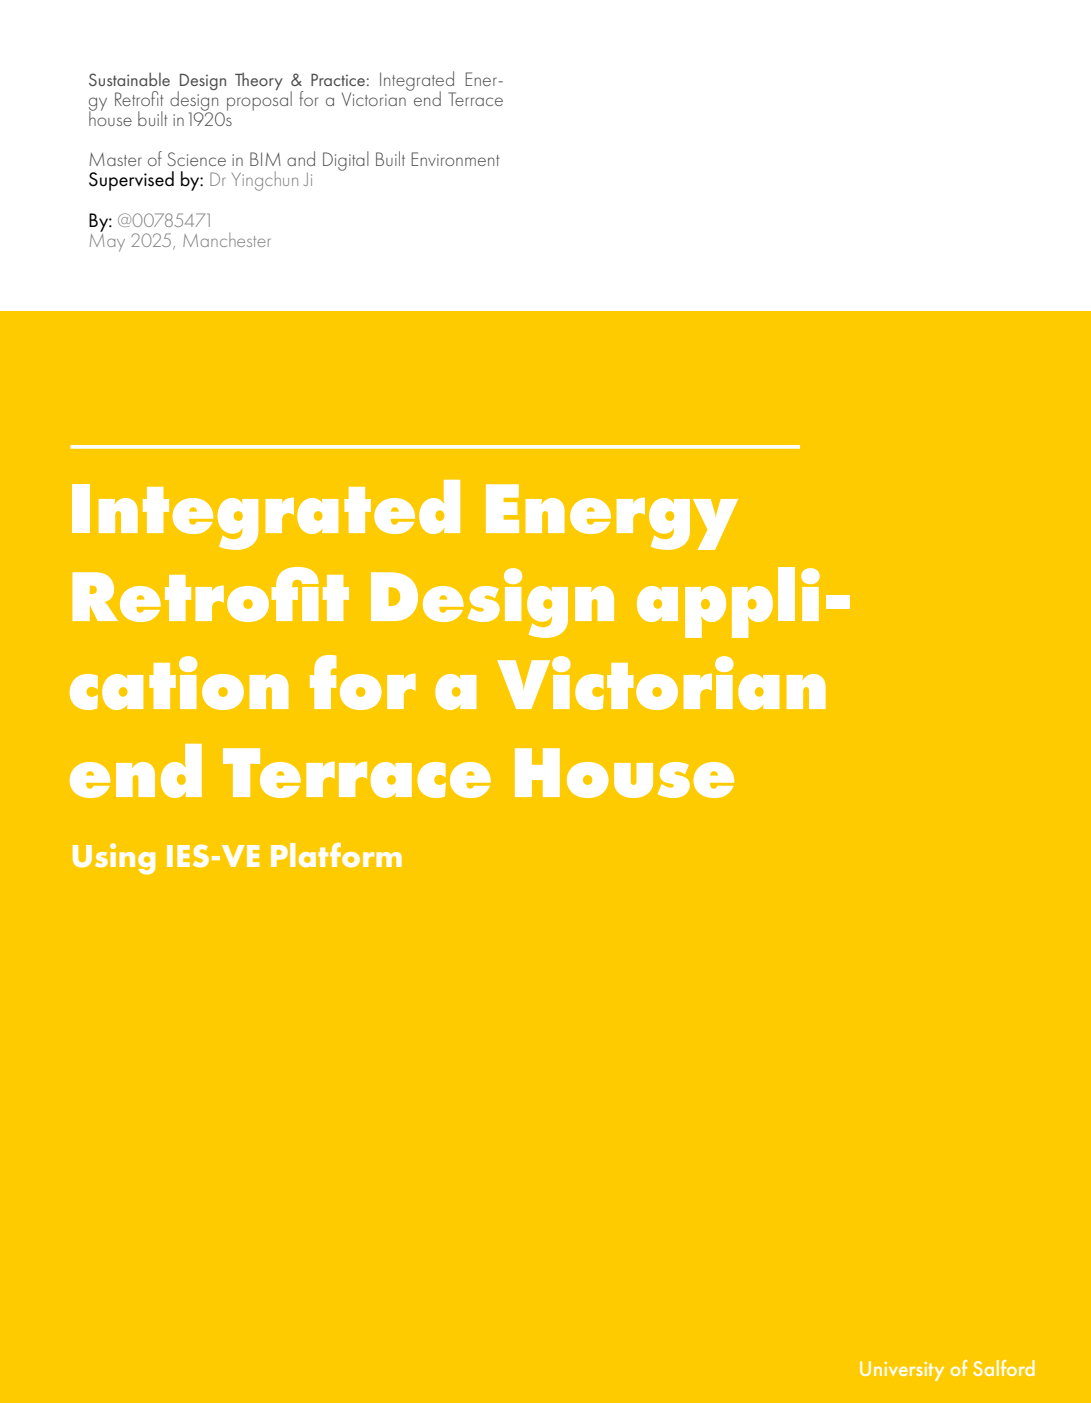 Sustainable Design Theory & Practice: Integrated Ener-
gy Retrofit design proposal for a Victorian end Terrace
house built in 1920s
Master of Science in BIM and Digital Built Environment
Supervised by: Dr Yingchun Ji
By: @00785471
May 2025, Manchester
Integrated Energy
Retrofit Design appli-
cation for a Victorian
end Terrace House
Using IES-VE Platform
University of Salford